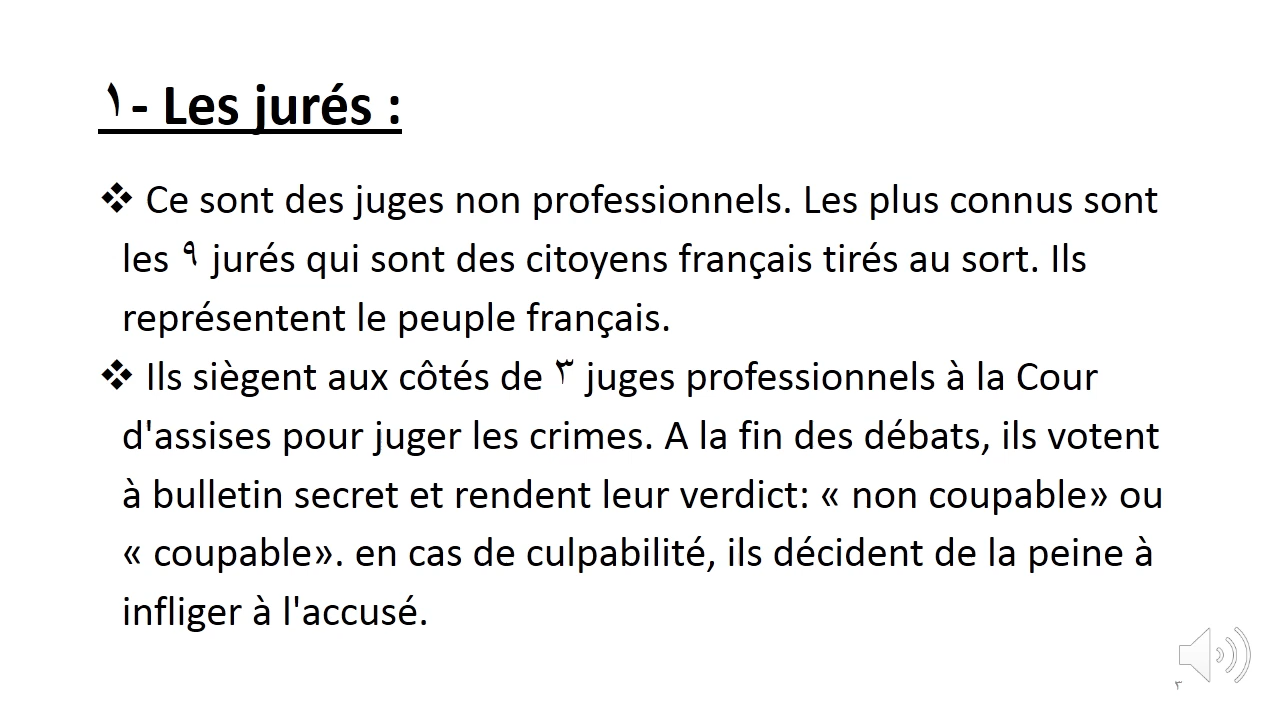 ١- Les jurés :
❖ Ce sont des juges non professionnels. Les plus connus sont
les ٩ jurés qui sont des citoyens français tirés au sort. Ils
représentent le peuple français.
❖ Ils siègent aux côtés de ٣ juges professionnels à la Cour
d'assises pour juger les crimes. A la fin des débats, ils votent
à bulletin secret et rendent leur verdict: « non coupable» ou
« coupable». en cas de culpabilité, ils décident de la peine à
infliger à l'accusé.
٣